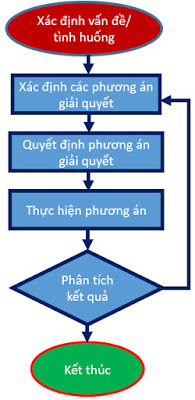 Xác định vấn đề/
tình huống
Xác định các phương án
giải quyết
Quyết định phương án
giải quyết
Thực hiện phương án
Phân tích
kết quả
Kết thúc